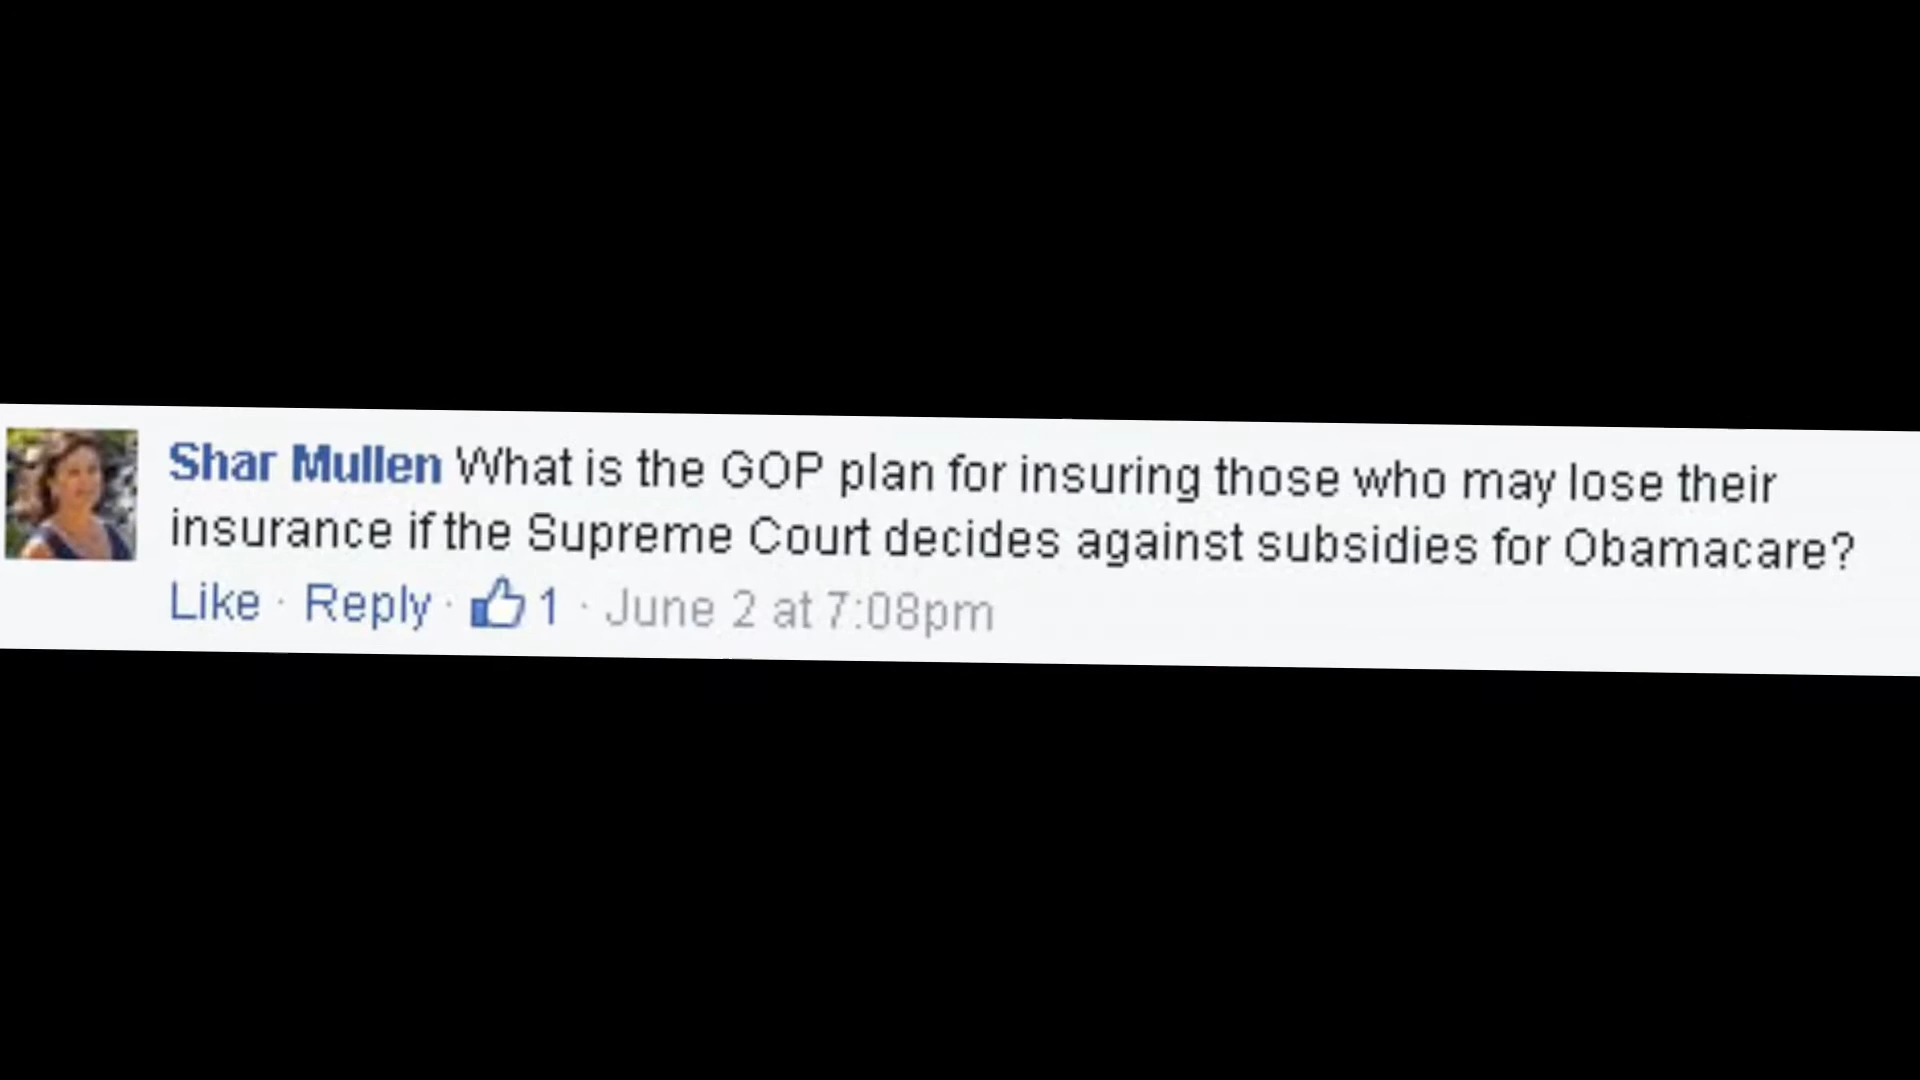 Shar Mullen What is the GOP plan for insuring those who may lose their
insurance if the Supreme Court decides against subsidies for Obamacare?
Like · Reply · 1 · June 2 at 7:08pm